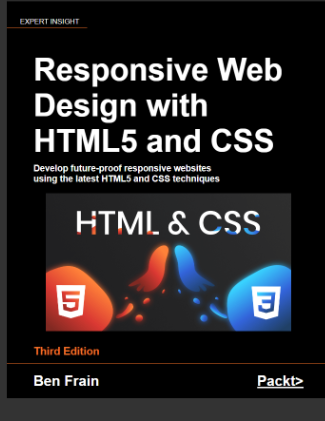 EXPERT INSIGHT
Responsive Web
Design with
HTML5 and CSS
Develop future-proof responsive websites
using the latest HTML5 and CSS techniques
HTML & CSS
5
3
Third Edition
Ben Frain
Packt>